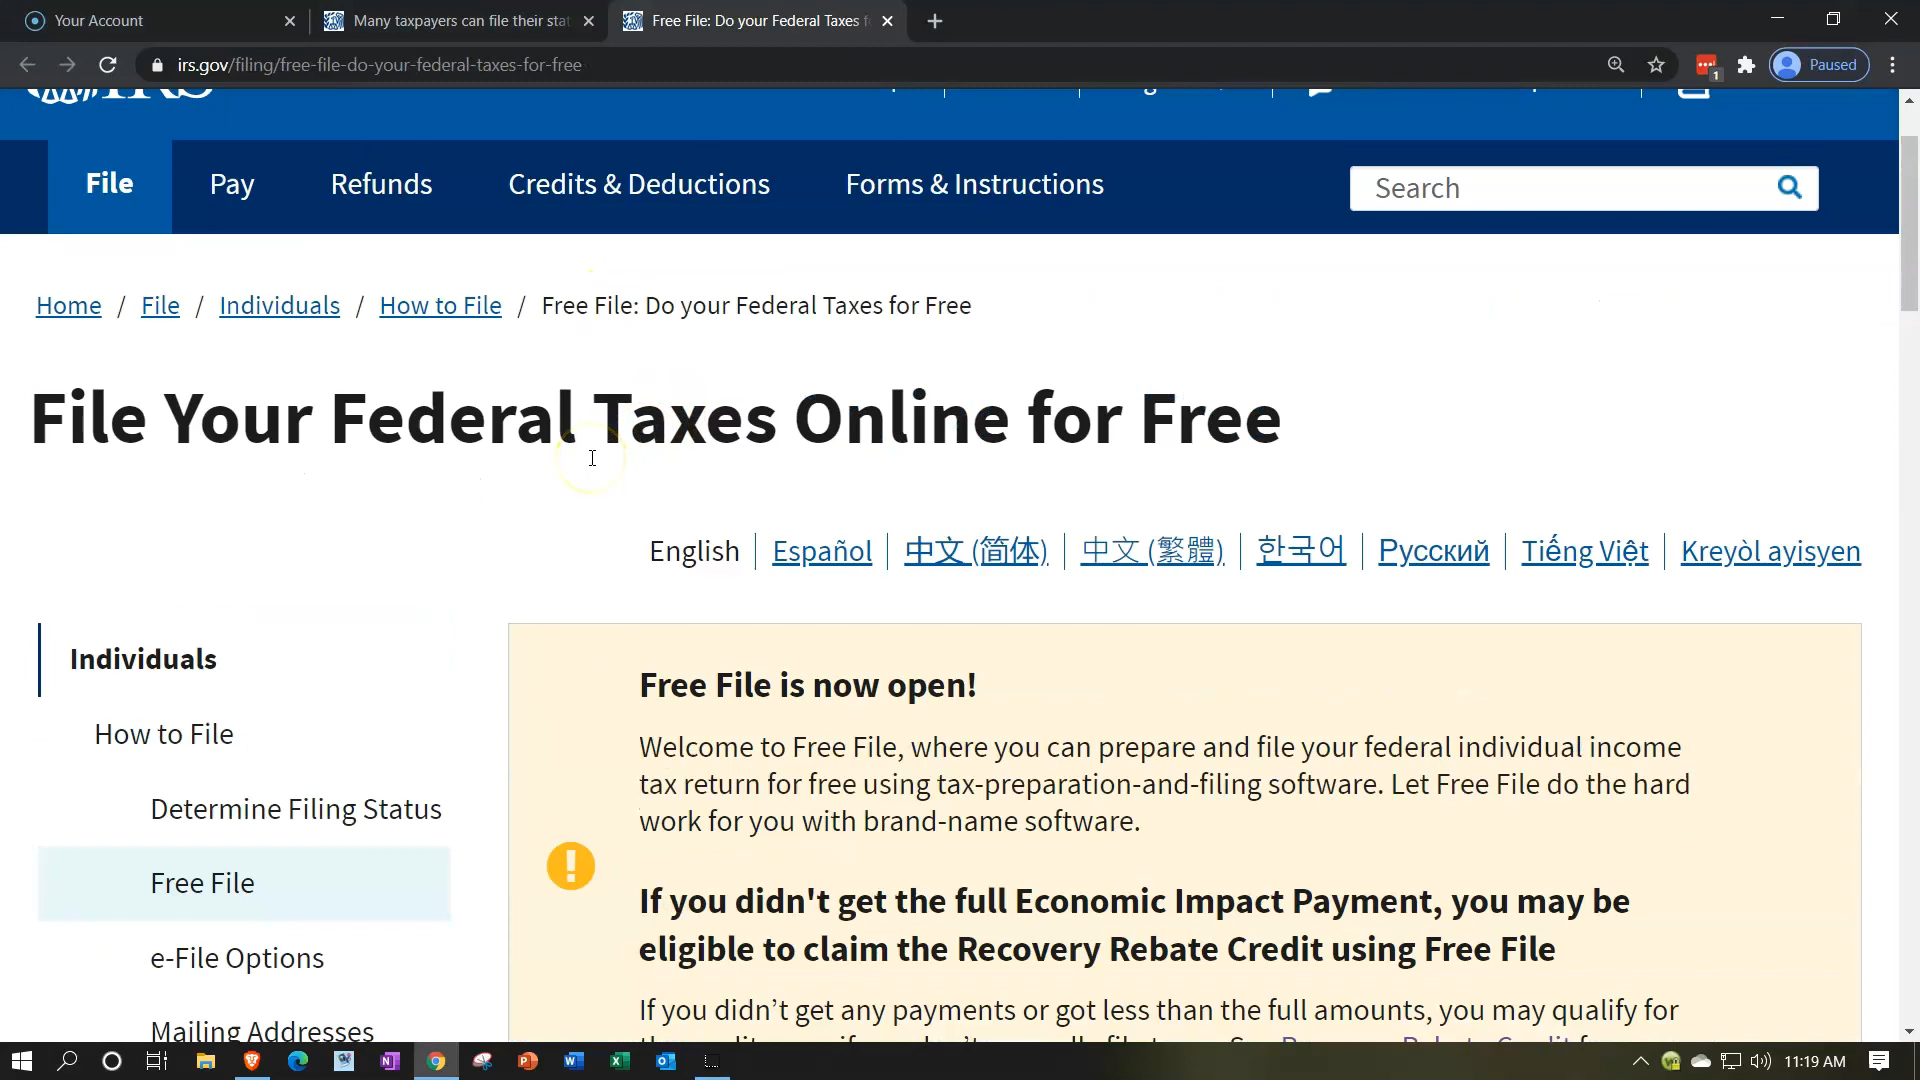 Your Account
Many taxpayers can file their stat
Free File: Do your Federal Taxes f
irs.gov/filing/free-file-do-your-federal-taxes-for-free
1
Paused
IRS
File
Pay
Refunds
Credits & Deductions
Forms & Instructions
Search
Home / File / Individuals / How to File / Free File: Do your Federal Taxes for Free
File Your Federal Taxes Online for Free
English
Español
中文 (简体)
中文 (繁體)
한국어
Русский
Tiếng Việt
Kreyòl ayisyen
Individuals
How to File
Determine Filing Status
Free File
e-File Options
Mailing Addresses
Free File is now open!
Welcome to Free File, where you can prepare and file your federal individual income
tax return for free using tax-preparation-and-filing software. Let Free File do the hard
work for you with brand-name software.
If you didn't get the full Economic Impact Payment, you may be
eligible to claim the Recovery Rebate Credit using Free File
If you didn’t get any payments or got less than the full amounts, you may qualify for
11:19 AM